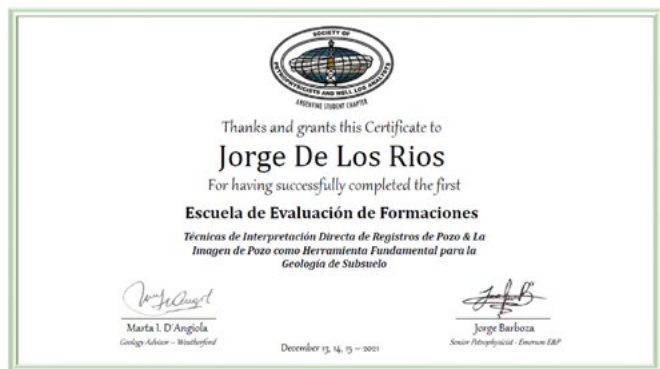 SOCIETY OF
PETROPHYSICISTS AND WELL LOG ANALYSTS
ARGENTINE STUDENT CHAPTER
Thanks and grants this Certificate to
Jorge De Los Rios
For having successfully completed the first
Escuela de Evaluación de Formaciones
Técnicas de Interpretación Directa de Registros de Pozo & La
Imagen de Pozo como Herramienta Fundamental para la
Geología de Subsuelo
Marta I. D'Angiola
Geology Advisor – Weatherford
Jorge Barboza
Senior Petrophysicist - Emerson E&P
December 13, 14, 15 – 2021